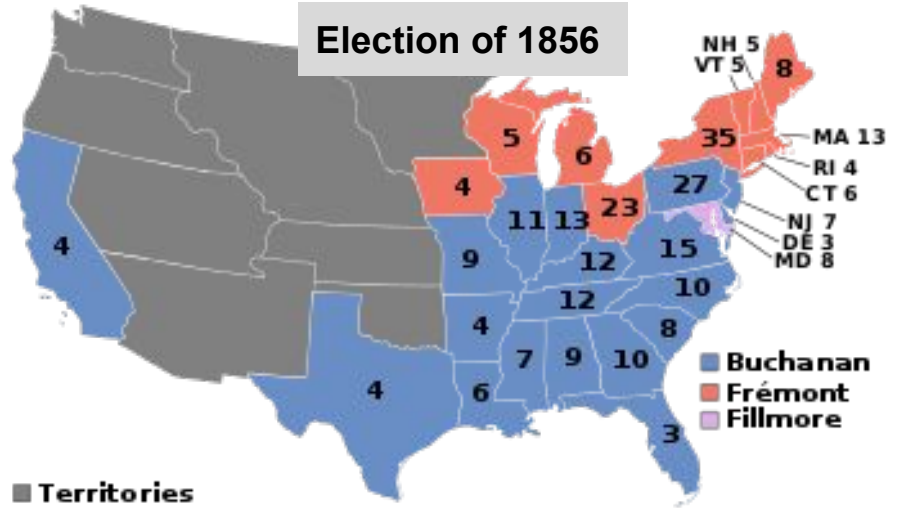 Election of 1856
NH 5
VT 5
8
MA 13
5
35
6
RI 4
4
27
CT 6
23
11
13
NJ 7
4
15
DE 3
9
12
MD 8
12
10
4
8
7
9
10
Buchanan
4
6
Frémont
Fillmore
3
Territories